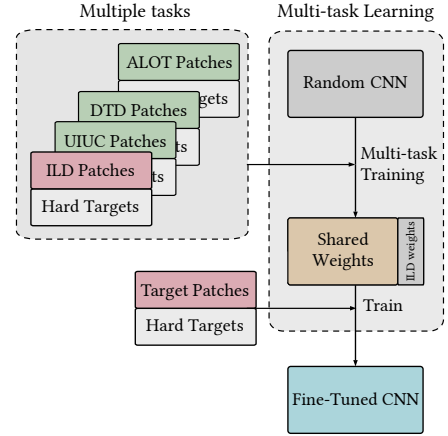 Multiple tasks
Multi-task Learning
ALOT Patches
gets
DTD Patches
ts
UIUC Patches
ts
ILD Patches
Hard Targets
Random CNN
Multi-task
Training
Shared
Weights
ILD weights
Target Patches
Hard Targets
Train
Fine-Tuned CNN